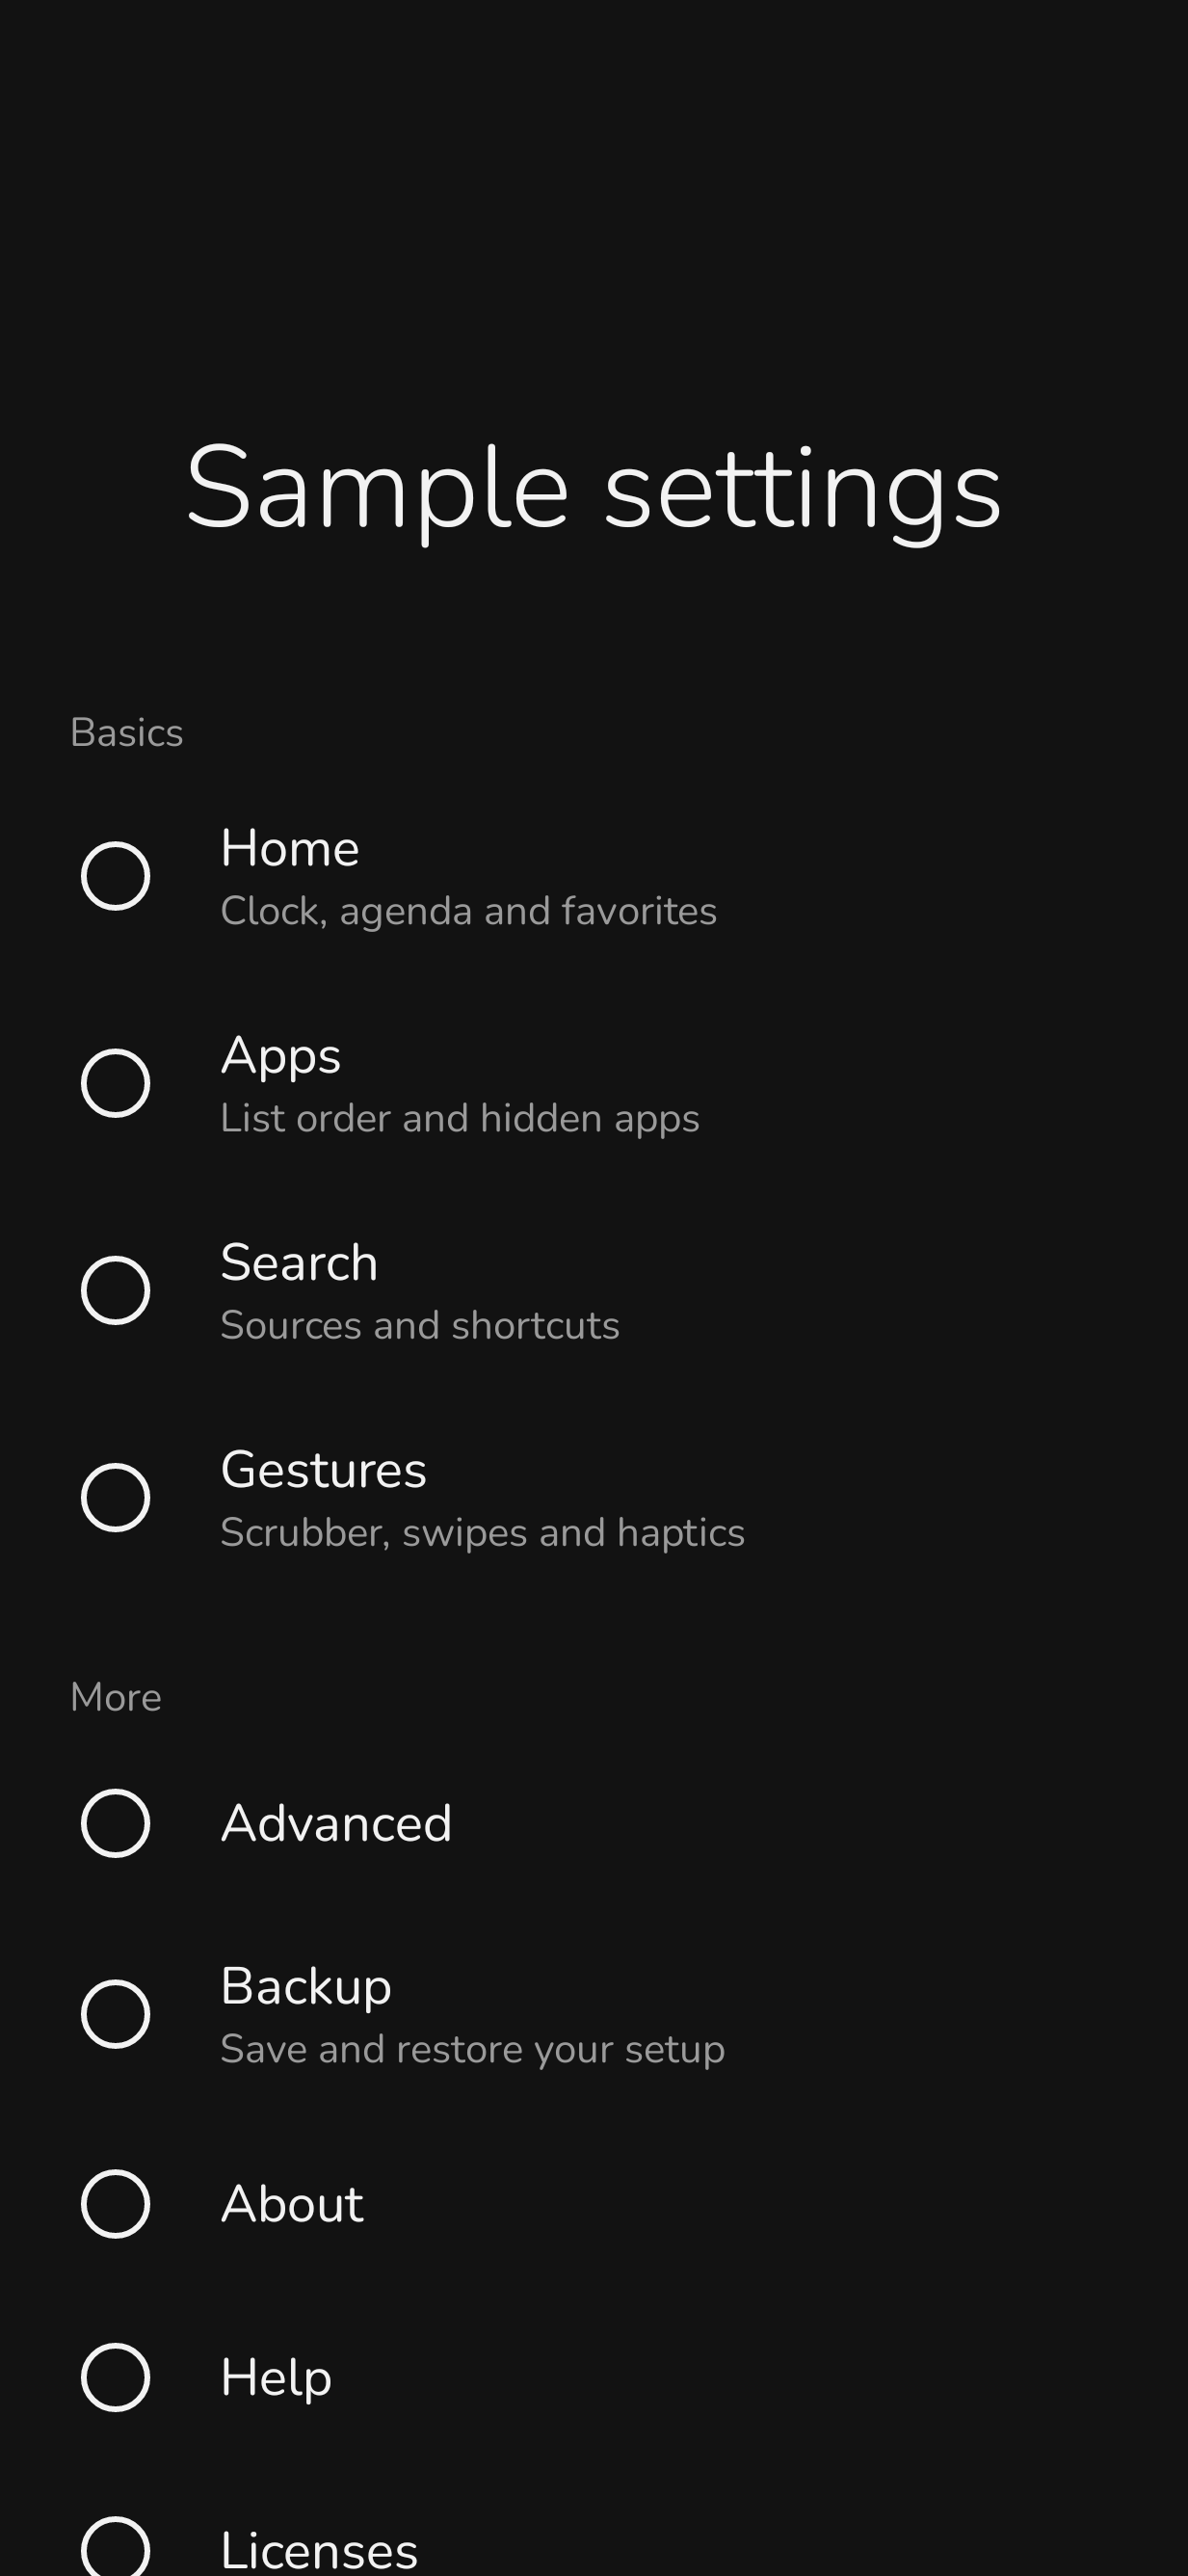 Sample settings
Basics
Home
Clock, agenda and favorites
Apps
List order and hidden apps
Search
Sources and shortcuts
Gestures
Scrubber, swipes and haptics
More
Advanced
Backup
Save and restore your setup
About
Help
Licenses